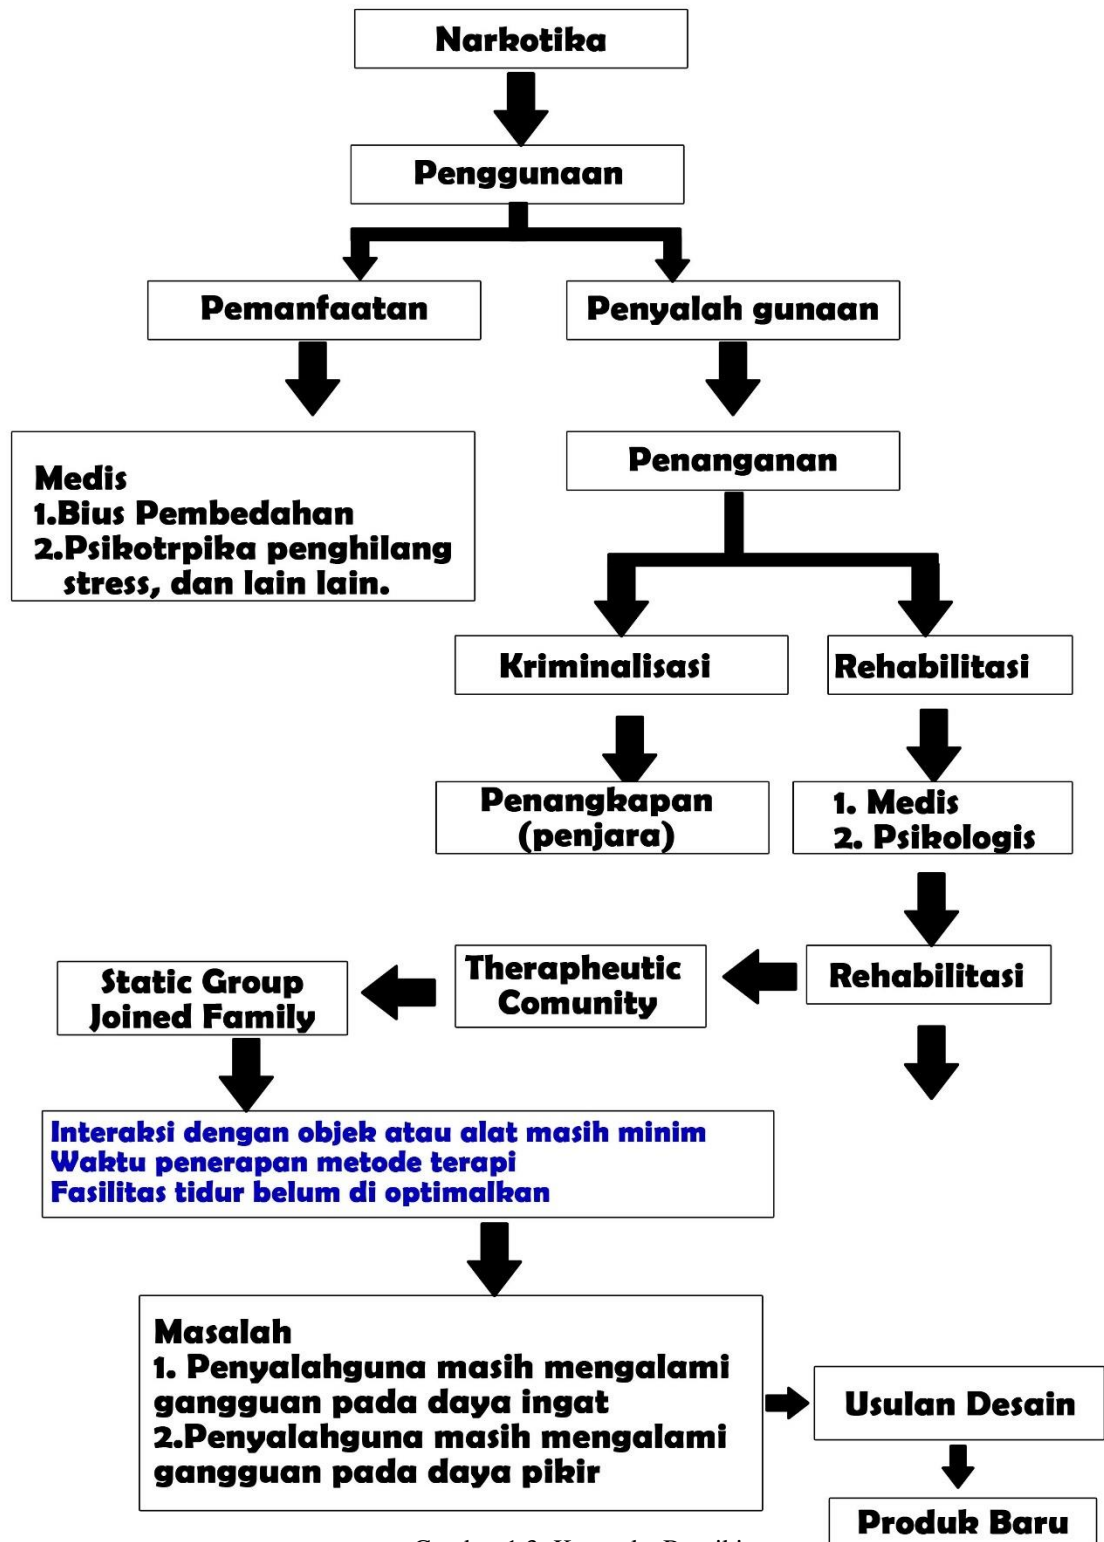 Narkotika
Penggunaan
Pemanfaatan
Penyalah gunaan
Medis
1.Bius Pembedahan
2.Psikotrpika penghilang
stress, dan lain lain.
Penanganan
Kriminalisasi
Rehabilitasi
Penangkapan
(penjara)
1. Medis
2. Psikologis
Rehabilitasi
Therapheutic
Comunity
Static Group
Joined Family
Interaksi dengan objek atau alat masih minim
Waktu penerapan metode terapi
Fasilitas tidur belum di optimalkan
Masalah
1. Penyalahguna masih mengalami
gangguan pada daya ingat
2.Penyalahguna masih mengalami
gangguan pada daya pikir
Usulan Desain
Produk Baru